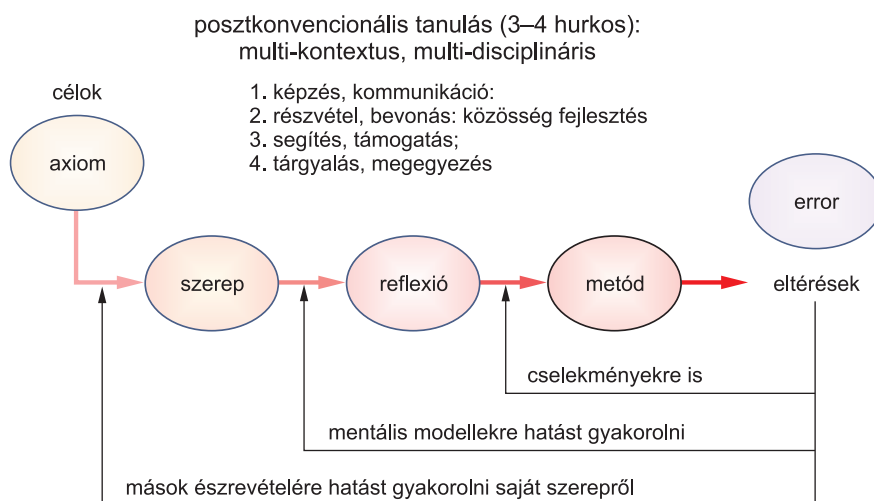 posztkonvencionális tanulás (3–4 hurkos):
multi-kontextus, multi-diszciplináris
célok
1. képzés, kommunikáció:
2. részvétel, bevonás: közösség fejlesztés
3. segítés, támogatás;
4. tárgyalás, megegyezés
axiom
error
szerep
reflexió
metód
eltérések
cselekményekre is
mentális modellekre hatást gyakorolni
mások észrevételére hatást gyakorolni saját szerepről